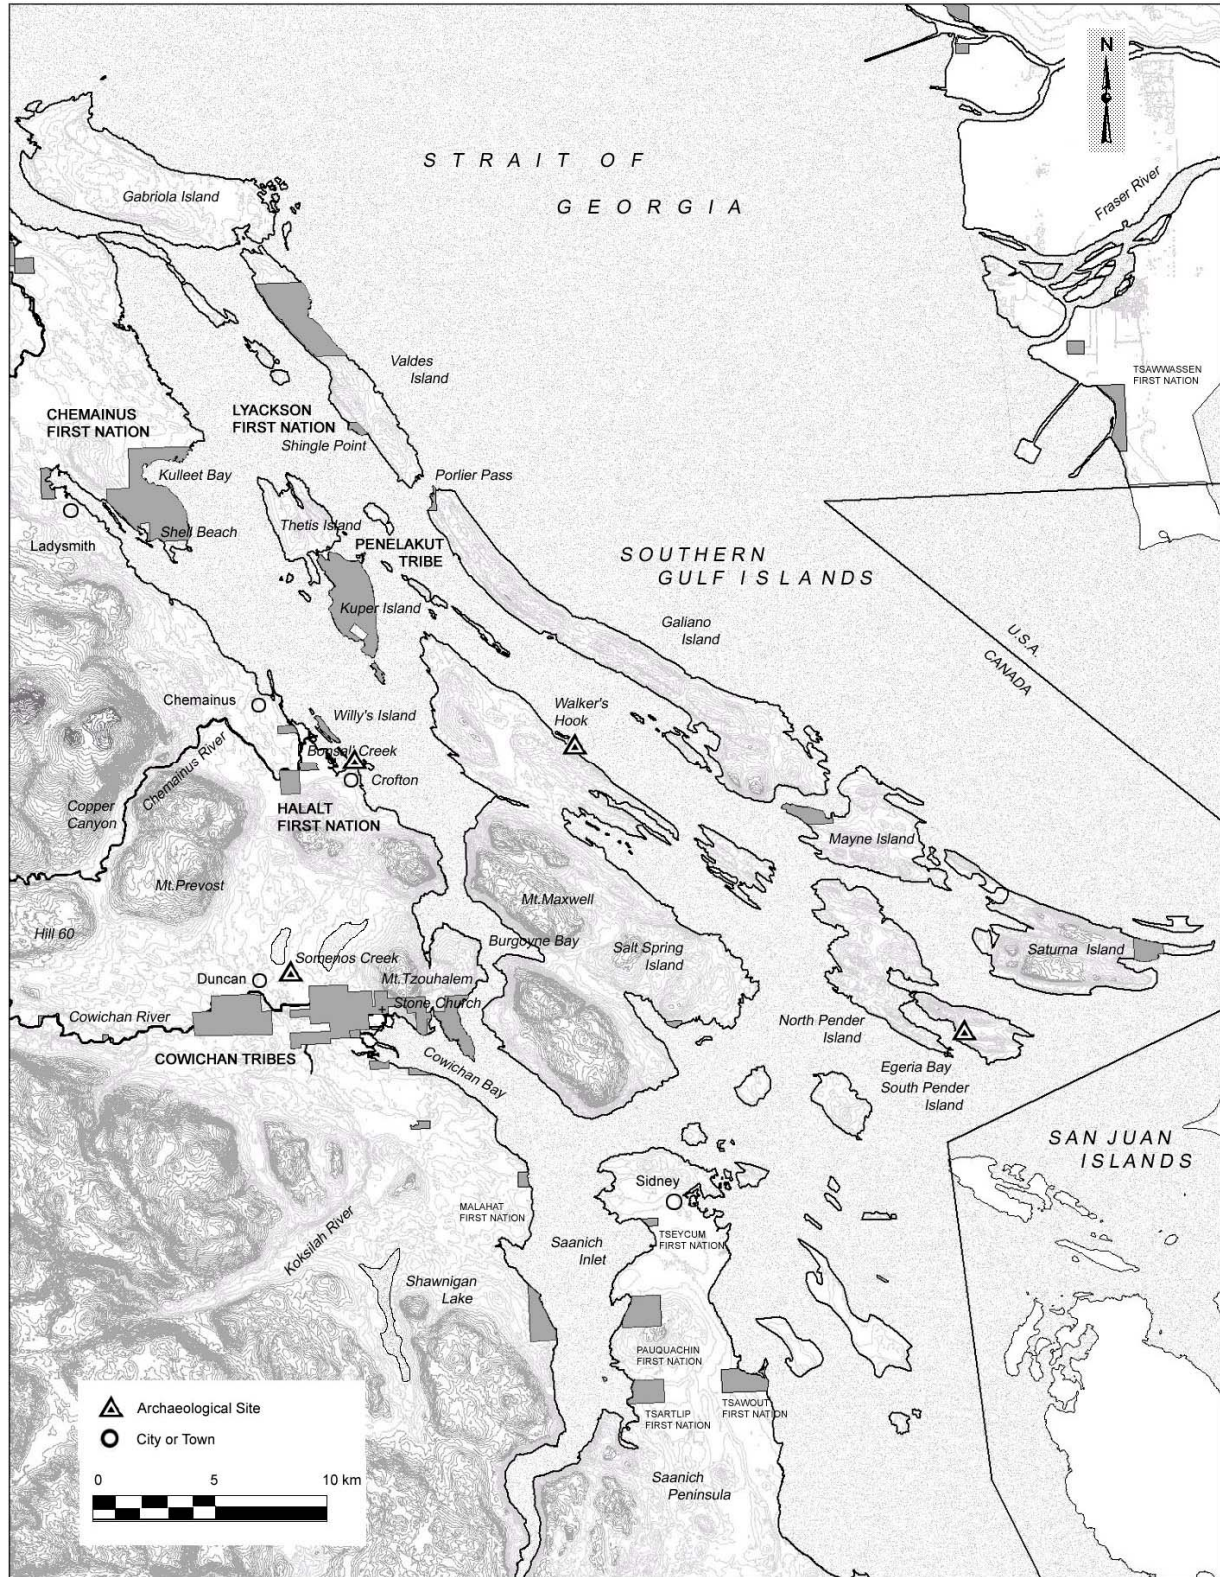 N
STRAIT OF
GEORGIA
Gabriola Island
Fraser River
Valdes
Island
TSAWWASSEN
FIRST NATION
CHEMAINUS
FIRST NATION
LYACKSON
FIRST NATION
Shingle Point
Kulleet Bay
Porlier Pass
Shell Beach
Thetis Island
Ladysmith
PENELAKUT
TRIBE
SOUTHERN
GULF ISLANDS
Kuper Island
Galiano
Island
U.S.A.
CANADA
Chemainus
Willy's Island
Walker's
Hook
Chemainus River
Bonsall Creek
Crofton
Copper
Canyon
HALALT
FIRST NATION
Mayne Island
Mt.Prevost
Mt.Maxwell
Hill 60
Burgoyne Bay
Salt Spring
Island
Saturna Island
Somenos Creek
Duncan
Mt.Tzouhalem
Stone Church
Cowichan River
North Pender
Island
COWICHAN TRIBES
Cowichan Bay
Egeria Bay
South Pender
Island
SAN JUAN
ISLANDS
Sidney
MALAHAT
FIRST NATION
TSEYCUM
FIRST NATION
Koksilah River
Saanich
Inlet
Shawnigan
Lake
PAUQUACHIN
FIRST NATION
TSARTLIP
FIRST NATION
TSAWOUT
FIRST NATION
Saanich
Peninsula
Archaeological Site
City or Town
0 5 10 km